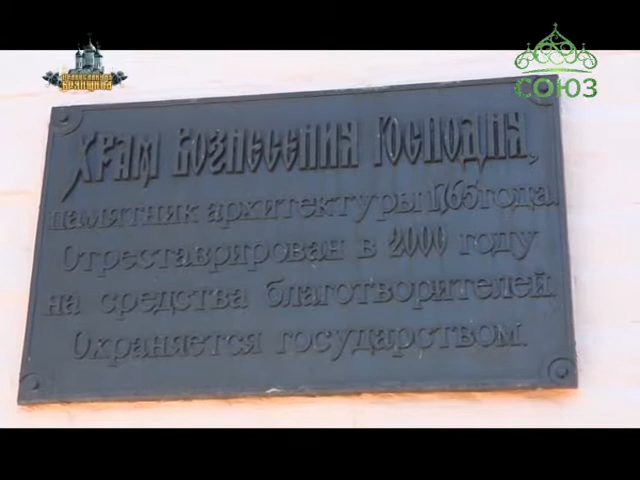 СОЮЗ
ХРАМ ВОЗНЕСЕНИЯ ГОСПОДНЯ,
памятник архитектуры 1765 года.
Отреставрирован в 2000 году
на средства благотворителей.
Охраняется государством.